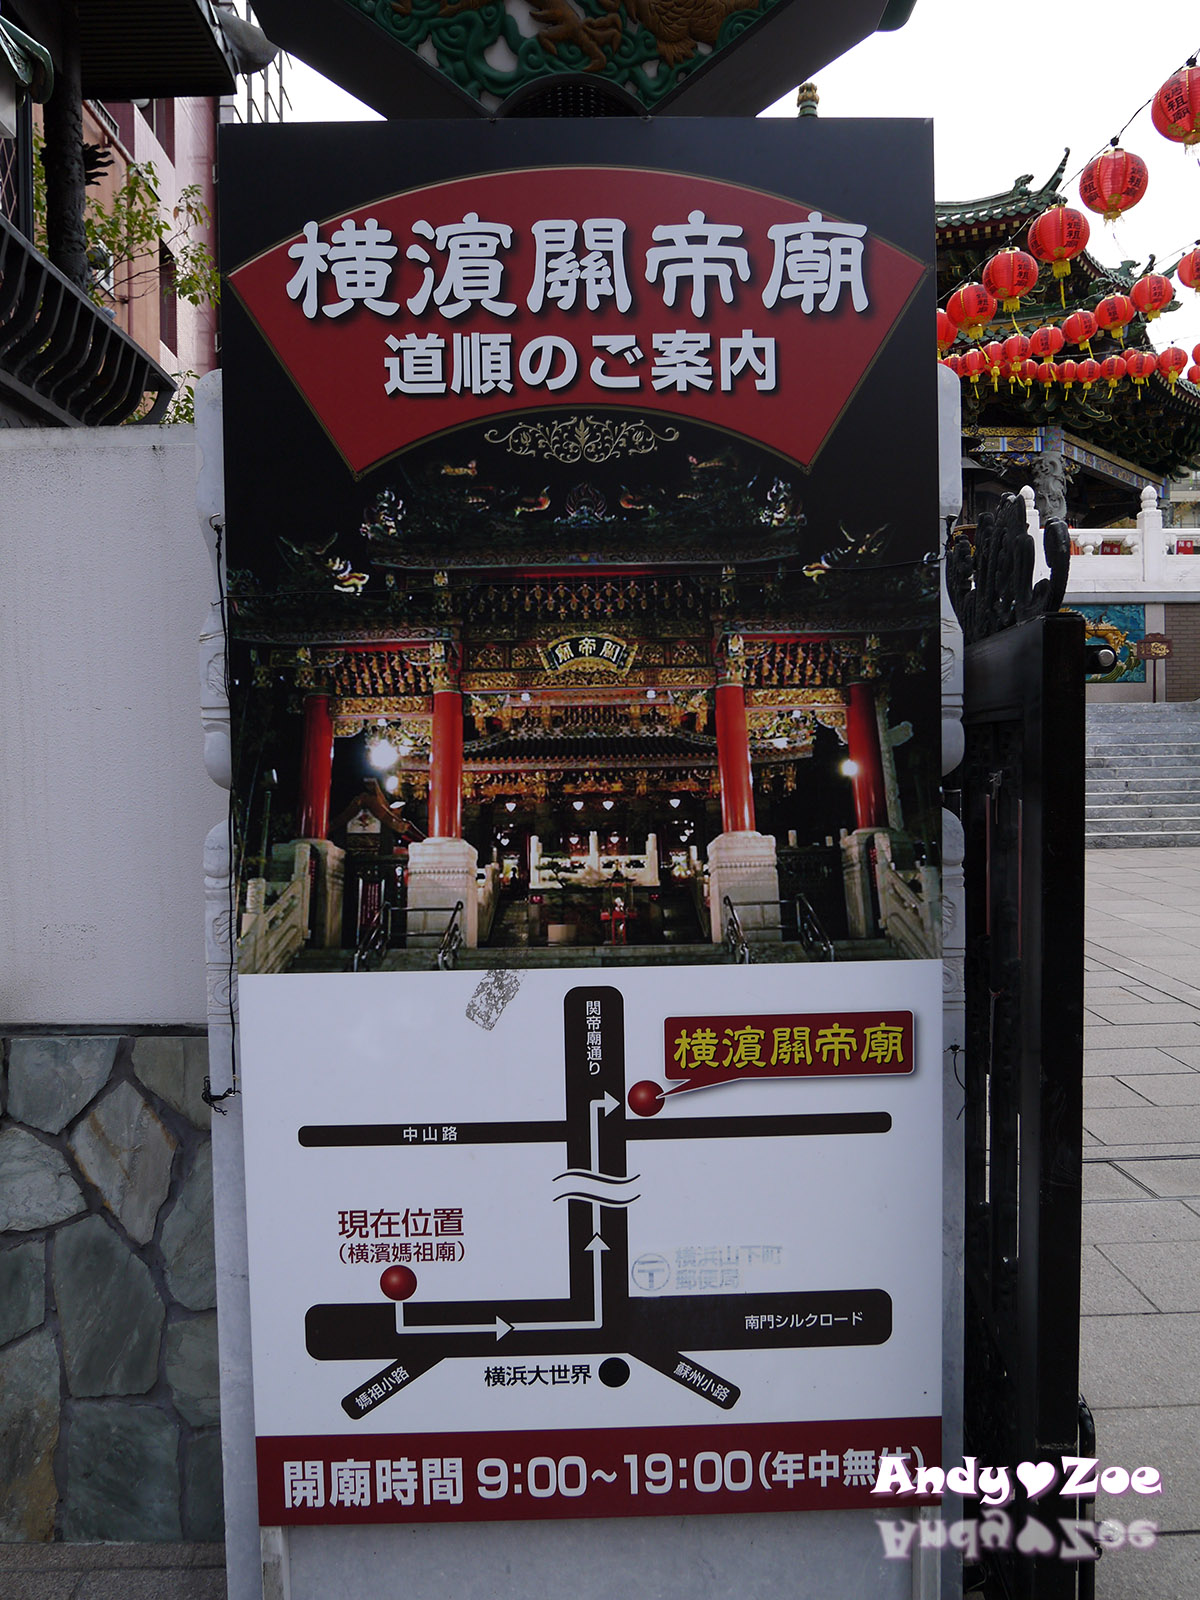 横濱關帝廟
道順のご案内
關帝廟
関帝廟通り
横濱關帝廟
中山路
現在位置
（横濱媽祖廟）
〒横浜山下町
郵便局
南門シルクロード
横浜大世界
媽祖小路
蘇州小路
開廟時間 9:00~19:00（年中無休）
Andy♥Zoe
媽祖廟